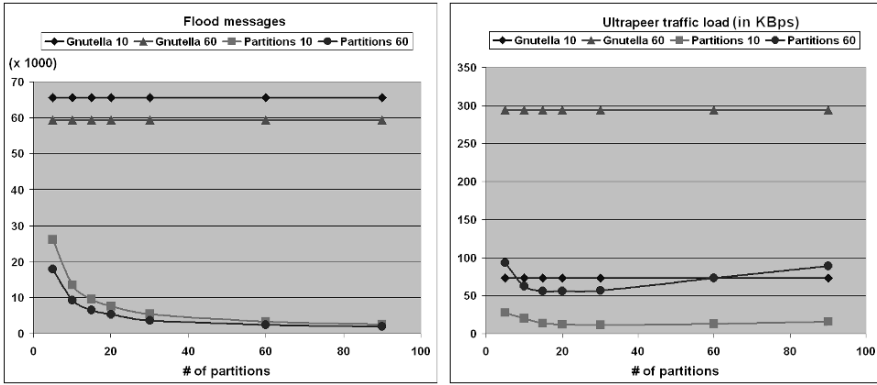 Flood messages
Gnutella 10 Gnutella 60 Partitions 10 Partitions 60
(x 1000)
70
60
50
40
30
20
10
0
0 20 40 60 80 100
# of partitions
Ultrapeer traffic load (in KBps)
Gnutella 10 Gnutella 60 Partitions 10 Partitions 60
350
300
250
200
150
100
50
0
0 20 40 60 80 100
# of partitions